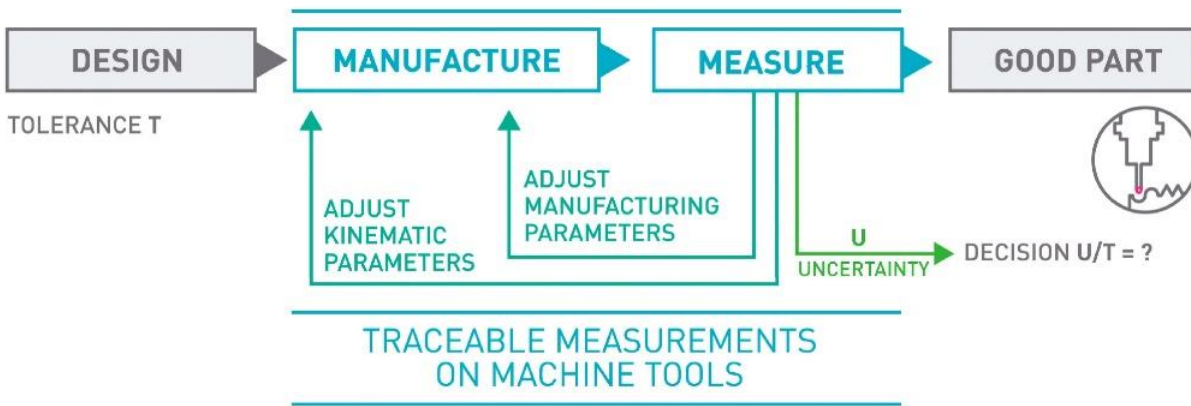 DESIGN
MANUFACTURE
MEASURE
GOOD PART
TOLERANCE T
ADJUST
KINEMATIC
PARAMETERS
ADJUST
MANUFACTURING
PARAMETERS
U
UNCERTAINTY
DECISION U/T = ?
TRACEABLE MEASUREMENTS
ON MACHINE TOOLS